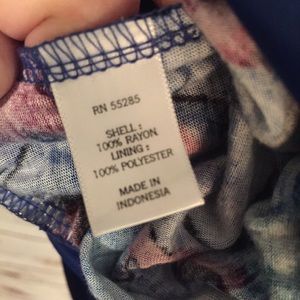 RN 55285
SHELL:
100% RAYON
LINING:
100% POLYESTER
MADE IN
INDONESIA